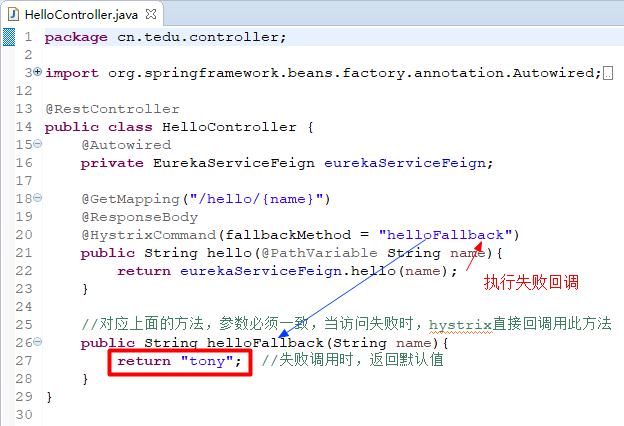 HelloController.java
1 package cn.tedu.controller;
2
3 import org.springframework.beans.factory.annotation.Autowired;
12
13 @RestController
14 public class HelloController {
15 @Autowired
16 private EurekaServiceFeign eurekaServiceFeign;
17
18 @GetMapping("/hello/{name}")
19 @ResponseBody
20 @HystrixCommand(fallbackMethod = "helloFallback")
21 public String hello(@PathVariable String name){
22 return eurekaServiceFeign.hello(name);
执行失败回调
23 }
24
25 //对应上面的方法，参数必须一致，当访问失败时，hystrix直接回调用此方法
26 public String helloFallback(String name){
27 return "tony"; //失败调用时，返回默认值
28 }
29 }
30